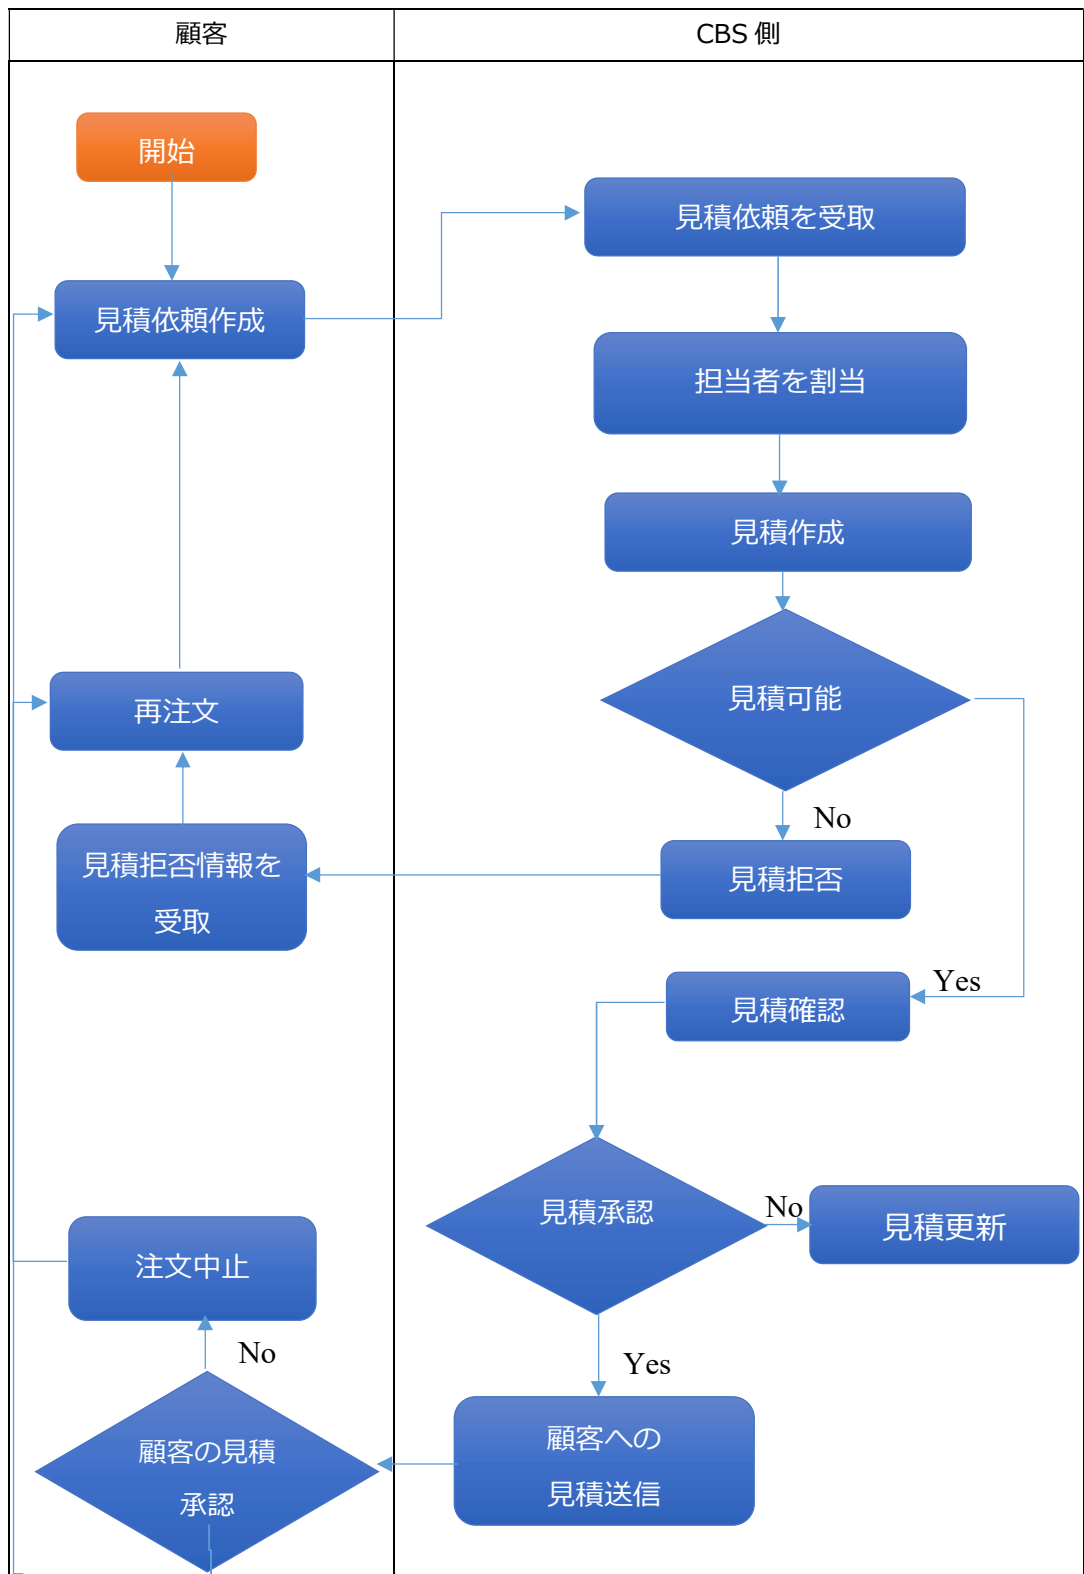 顧客
CBS 側
開始
見積依頼を受取
見積依頼作成
担当者を割当
見積作成
見積可能
再注文
No
見積拒否情報を
受取
見積拒否
Yes
見積確認
見積承認
No
見積更新
注文中止
No
Yes
顧客の見積
承認
顧客への
見積送信